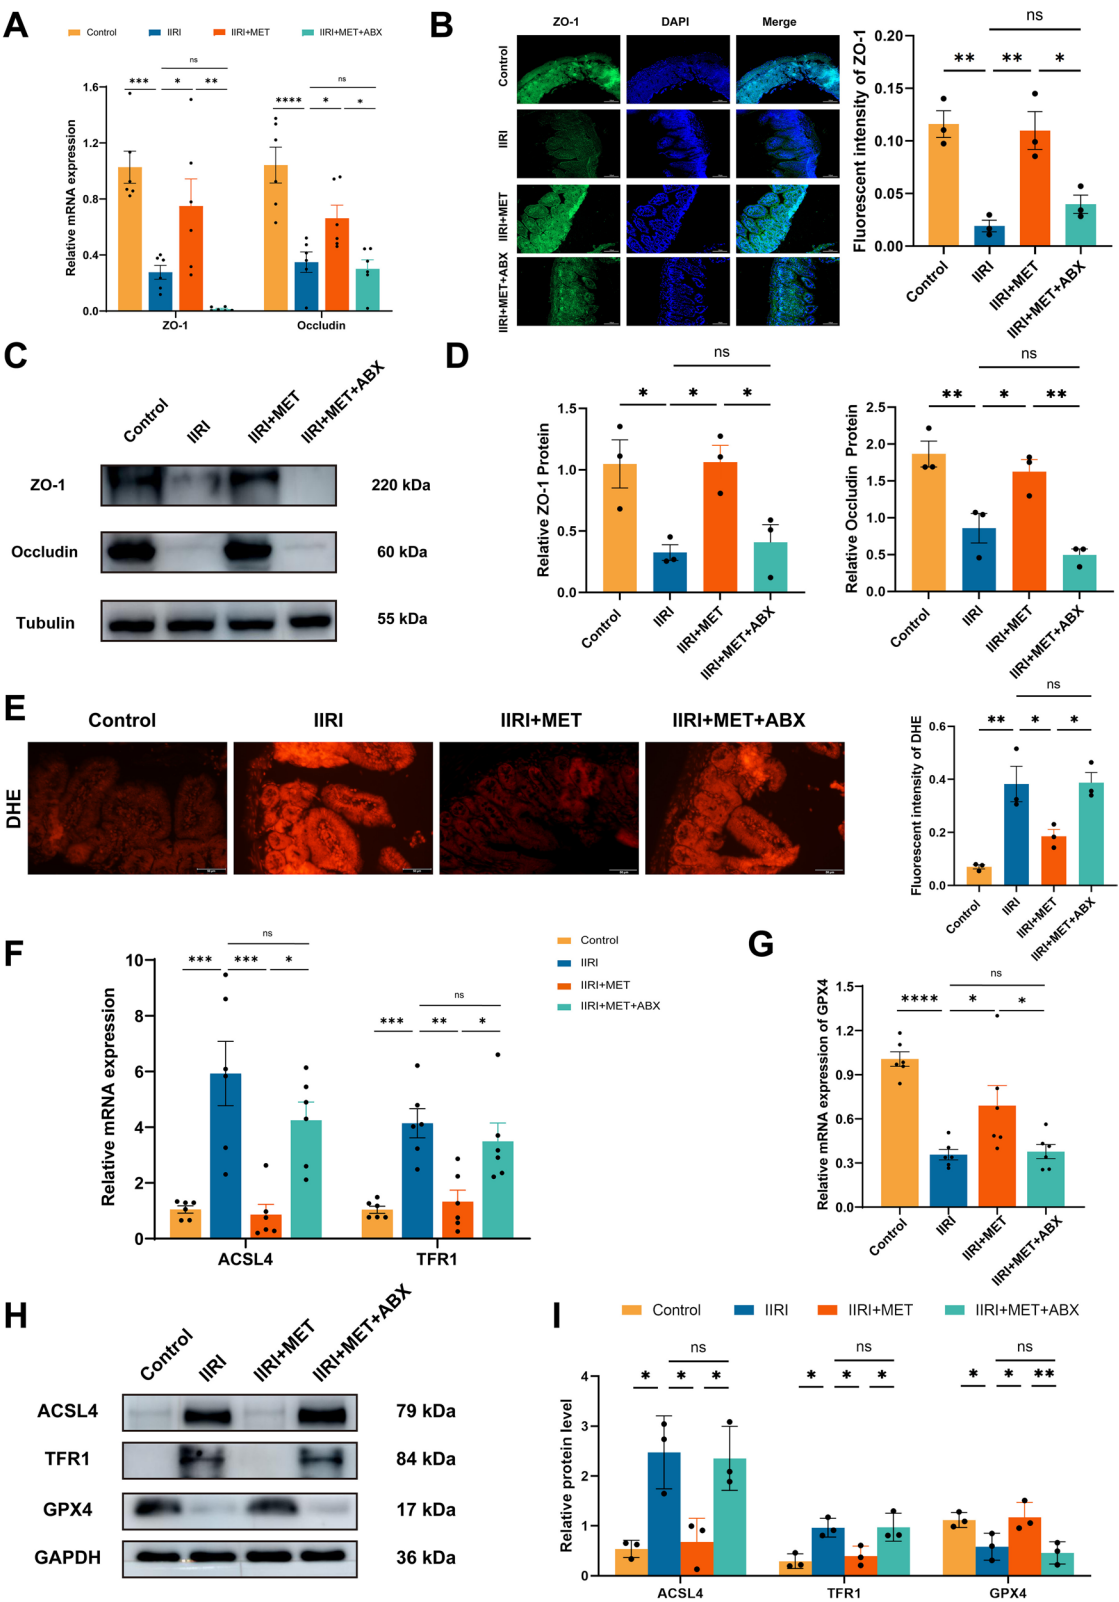 A
Control
IIRI
IIRI+MET
IIRI+MET+ABX
Relative mRNA expression
1.6
1.2
0.8
0.4
0.0
*** * ** ns
**** * * ns
ZO-1
Occludin
B
ZO-1
DAPI
Merge
Control
IIRI
IIRI+MET
IIRI+MET+ABX
Fluorescent intensity of ZO-1
0.20
0.15
0.10
0.05
0.00
ns
** ** *
Control
IIRI
IIRI+MET
IIRI+MET+ABX
C
Control
IIRI
IIRI+MET
IIRI+MET+ABX
ZO-1
220 kDa
Occludin
60 kDa
Tubulin
55 kDa
D
Relative ZO-1 Protein
1.5
1.0
0.5
0.0
ns
* * *
Control
IIRI
IIRI+MET
IIRI+MET+ABX
Relative Occludin Protein
2.5
2.0
1.5
1.0
0.5
0.0
ns
** * **
Control
IIRI
IIRI+MET
IIRI+MET+ABX
E
Control
IIRI
IIRI+MET
IIRI+MET+ABX
DHE
Fluorescent intensity of DHE
0.6
0.4
0.2
0.0
ns
** * *
Control
IIRI
IIRI+MET
IIRI+MET+ABX
F
Relative mRNA expression
10
8
6
4
2
0
ns
*** *** *
ns
*** ** *
ACSL4
TFR1
Control
IIRI
IIRI+MET
IIRI+MET+ABX
G
Relative mRNA expression of GPX4
1.5
1.2
0.9
0.6
0.3
0.0
ns
**** * *
Control
IIRI
IIRI+MET
IIRI+MET+ABX
H
Control
IIRI
IIRI+MET
IIRI+MET+ABX
ACSL4
79 kDa
TFR1
84 kDa
GPX4
17 kDa
GAPDH
36 kDa
I
Control
IIRI
IIRI+MET
IIRI+MET+ABX
Relative protein level
4
3
2
1
0
ns
* * *
ns
* * *
ns
* * **
ACSL4
TFR1
GPX4